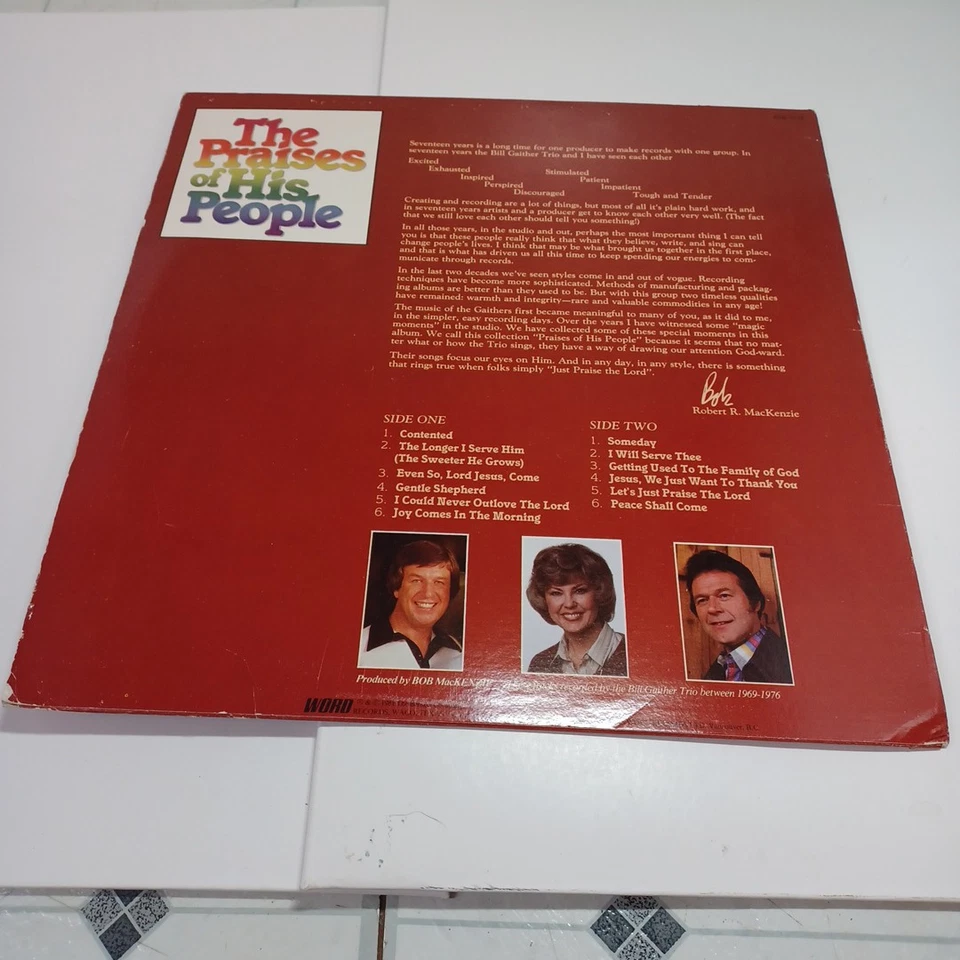 The
Praises
of His
People
Seventeen years is a long time for one producer to make records with one group. In
seventeen years the Bill Gaither Trio and I have seen each other
Excited
Exhausted
Inspired
Perspired
Discouraged
Stimulated
Patient
Impatient
Tough and Tender
Creating and recording are a lot of things, but most of all it's plain hard work, and
in seventeen years artists and a producer get to know each other very well. (The fact
that we still love each other should tell you something!)
In all those years, in the studio and out, perhaps the most important thing I can tell
you is that these people really think that what they believe, write, and sing can
change people's lives. I think that may be what brought us together in the first place,
and that is what has driven us all this time to keep spending our energies to com-
municate through records.
In the last two decades we've seen styles come in and out of vogue. Recording
techniques have become more sophisticated. Methods of manufacturing and packag-
ing albums are better than they used to be. But with this group two timeless qualities
have remained: warmth and integrity—rare and valuable commodities in any age!
The music of the Gaithers first became meaningful to many of you, as it did to me,
in the simpler, easy recording days. Over the years I have witnessed some "magic
moments" in the studio. We have collected some of these special moments in this
album. We call this collection "Praises of His People" because it seems that no mat-
ter what or how the Trio sings, they have a way of drawing our attention God-ward.
Their songs focus our eyes on Him. And in any day, in any style, there is something
that rings true when folks simply "Just Praise the Lord".
Bob
Robert R. MacKenzie
SIDE ONE
1. Contented
2. The Longer I Serve Him
(The Sweeter He Grows)
3. Even So, Lord Jesus, Come
4. Gentle Shepherd
5. I Could Never Outlove The Lord
6. Joy Comes In The Morning
SIDE TWO
1. Someday
2. I Will Serve Thee
3. Getting Used To The Family of God
4. Jesus, We Just Want To Thank You
5. Let's Just Praise The Lord
6. Peace Shall Come
Produced by BOB MacKENZIE recorded by the Bill Gaither Trio between 1969-1976
WORD
RECORDS, WACO, TEX